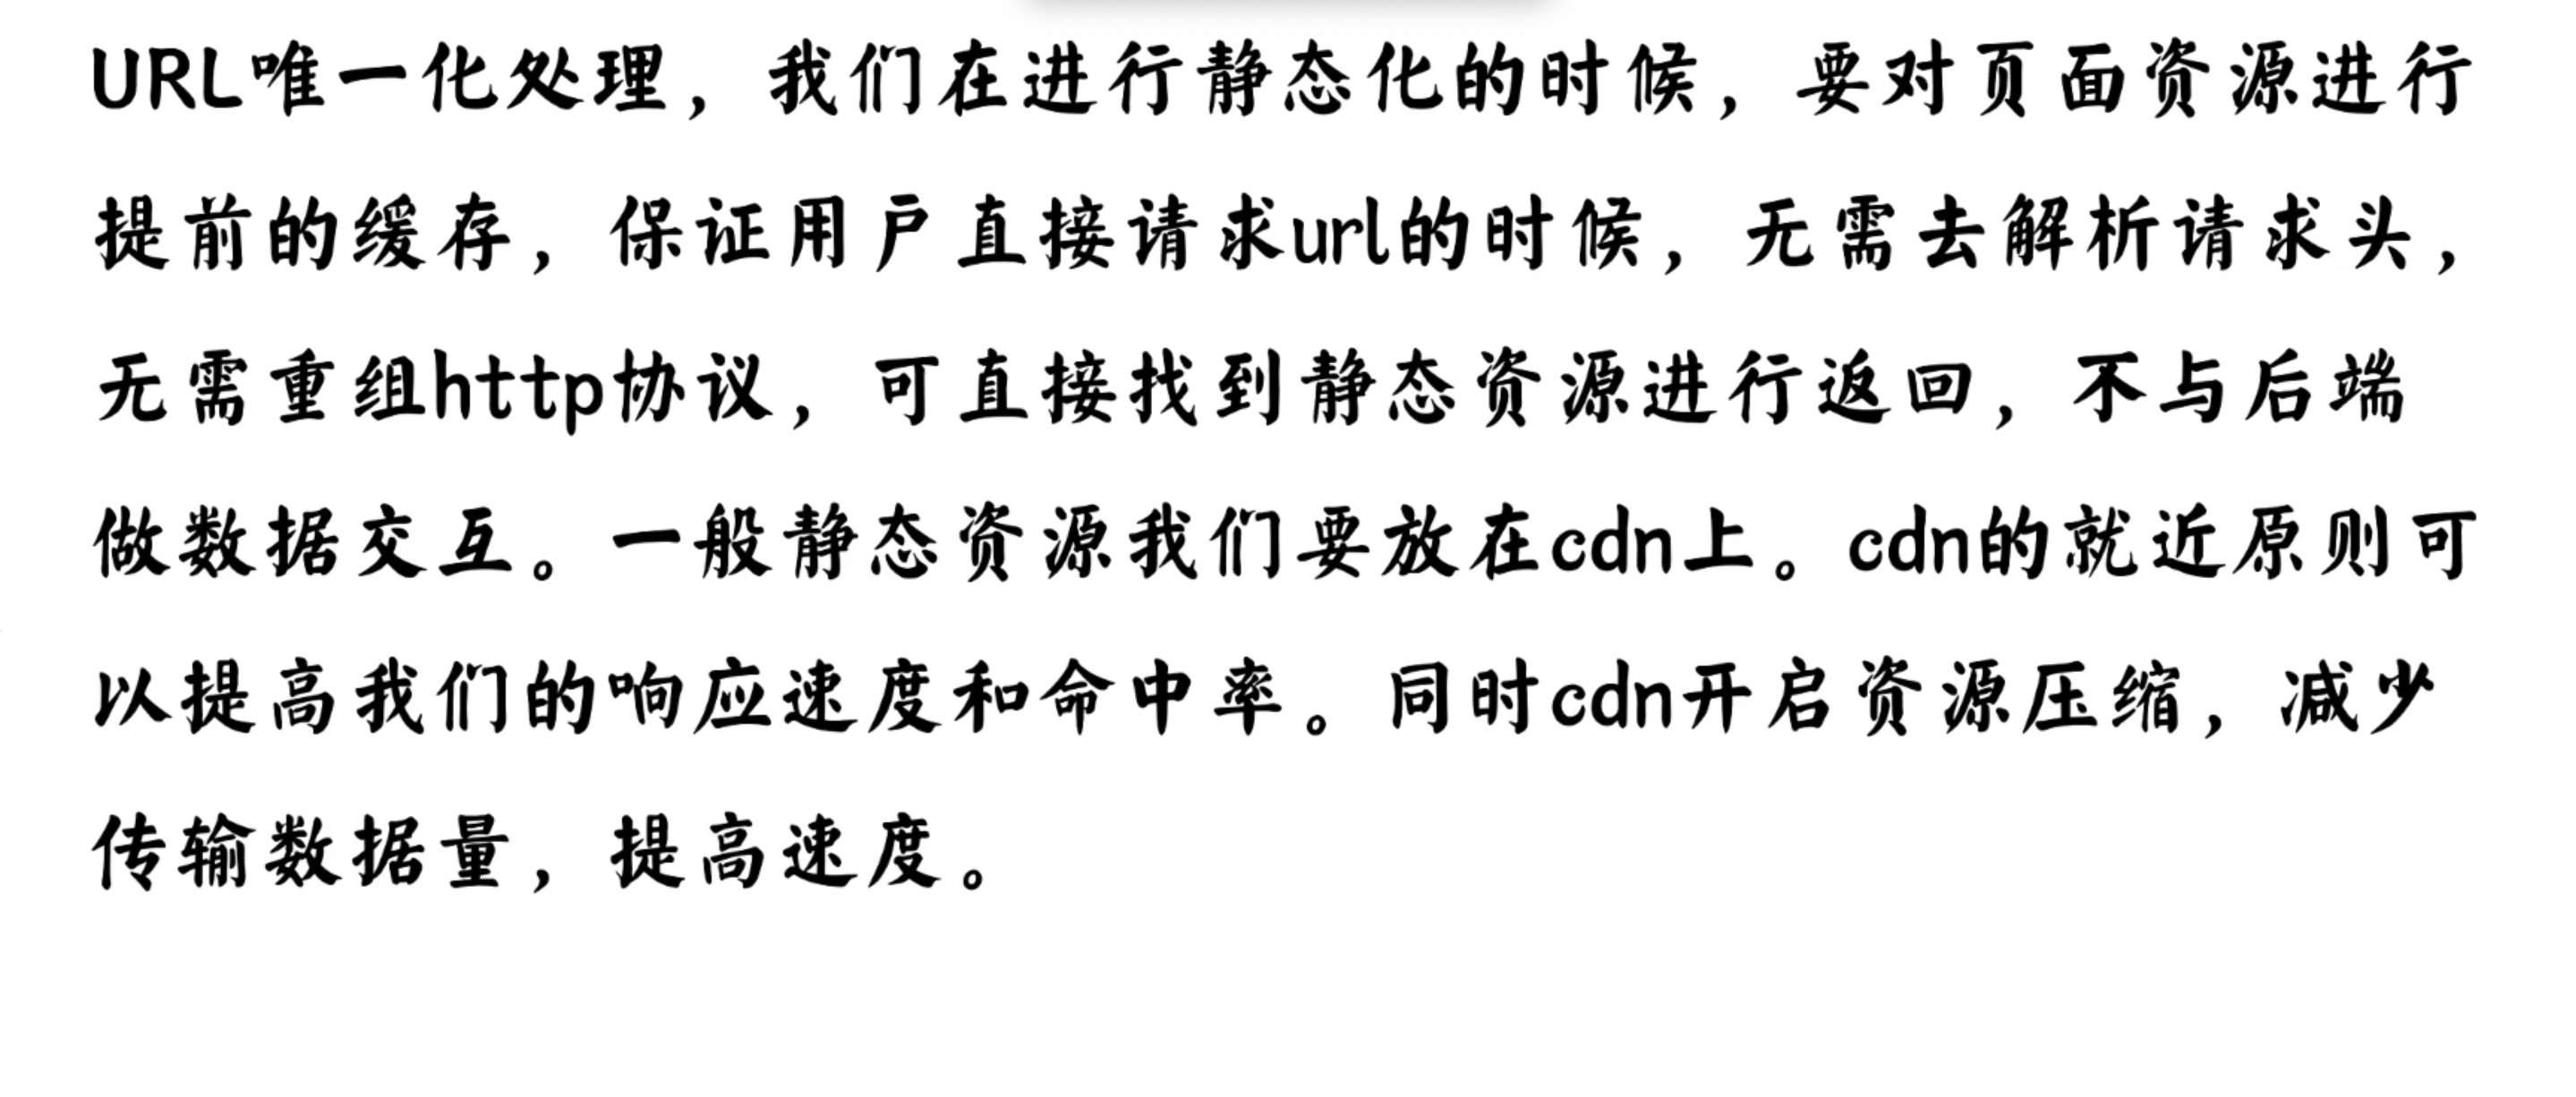 URL唯一化处理，我们在进行静态化的时候，要对页面资源进行
提前的缓存，保证用户直接请求url的时候，无需去解析请求头，
无需重组http协议，可直接找到静态资源进行返回，不与后端
做数据交互。一般静态资源我们要放在cdn上。cdn的就近原则可
以提高我们的响应速度和命中率。同时cdn开启资源压缩，减少
传输数据量，提高速度。